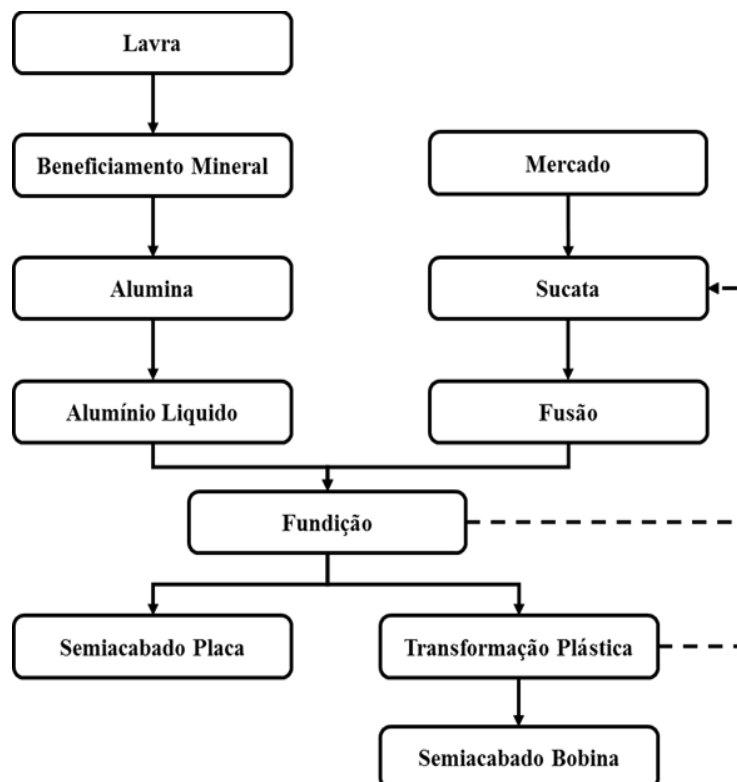 Lavra
Beneficiamento Mineral
Mercado
Alumina
Sucata
Alumínio Liquido
Fusão
Fundição
Semiacabado Placa
Transformação Plástica
Semiacabado Bobina